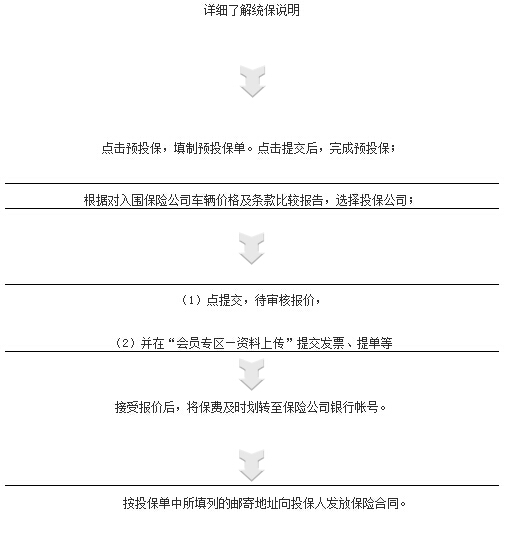 详细了解统保说明
点击预投保，填制预投保单。点击提交后，完成预投保；
根据对入围保险公司车辆价格及条款比较报告，选择投保公司；
（1）点提交，待审核报价，
（2）并在“会员专区—资料上传”提交发票、提单等
接受报价后，将保费及时划转至保险公司银行帐号。
按投保单中所填列的邮寄地址向投保人发放保险合同。